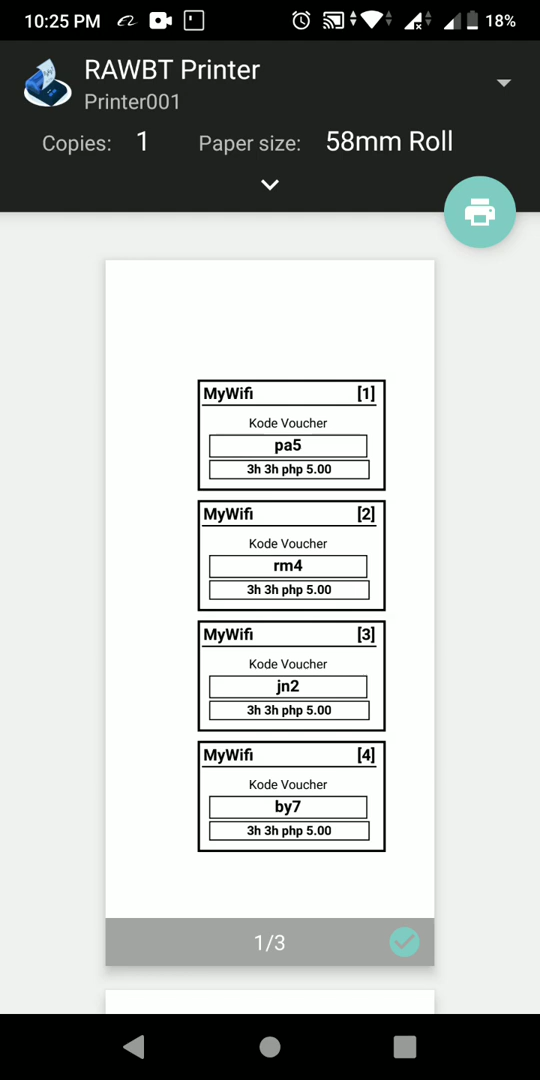 10:25 PM 18%
RAWBT Printer
Printer001
Copies: 1 Paper size: 58mm Roll
MyWifi [1]
Kode Voucher
pa5
3h 3h php 5.00
MyWifi [2]
Kode Voucher
rm4
3h 3h php 5.00
MyWifi [3]
Kode Voucher
jn2
3h 3h php 5.00
MyWifi [4]
Kode Voucher
by7
3h 3h php 5.00
1/3